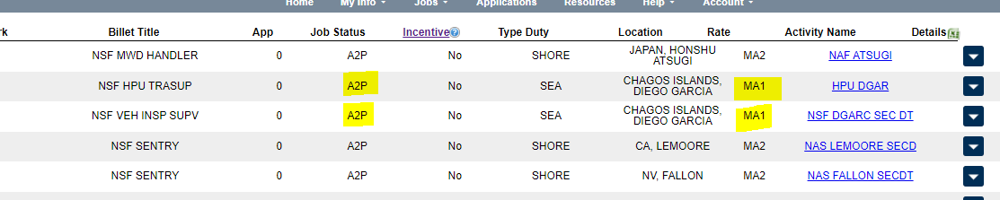 Home My Info Jobs Applications Resources Help Account
rk Billet Title App Job Status Incentive Type Duty Location Rate Activity Name Details
NSF MWD HANDLER 0 A2P No SHORE JAPAN, HONSHU ATSUGI MA2 NAF ATSUGI
NSF HPU TRASUP 0 A2P No SEA CHAGOS ISLANDS, DIEGO GARCIA MA1 HPU DGAR
NSF VEH INSP SUPV 0 A2P No SEA CHAGOS ISLANDS, DIEGO GARCIA MA1 NSF DGARC SEC DT
NSF SENTRY 0 A2P No SHORE CA, LEMOORE MA2 NAS LEMOORE SECD
NSF SENTRY 0 A2P No SHORE NV, FALLON MA2 NAS FALLON SECDT